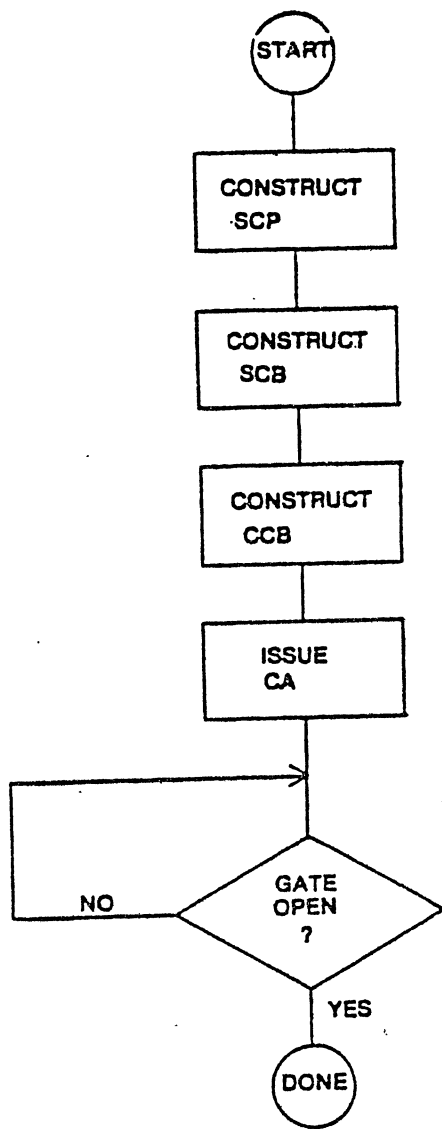 START
CONSTRUCT
SCP
CONSTRUCT
SCB
CONSTRUCT
CCB
ISSUE
CA
GATE
OPEN
?
NO
YES
DONE